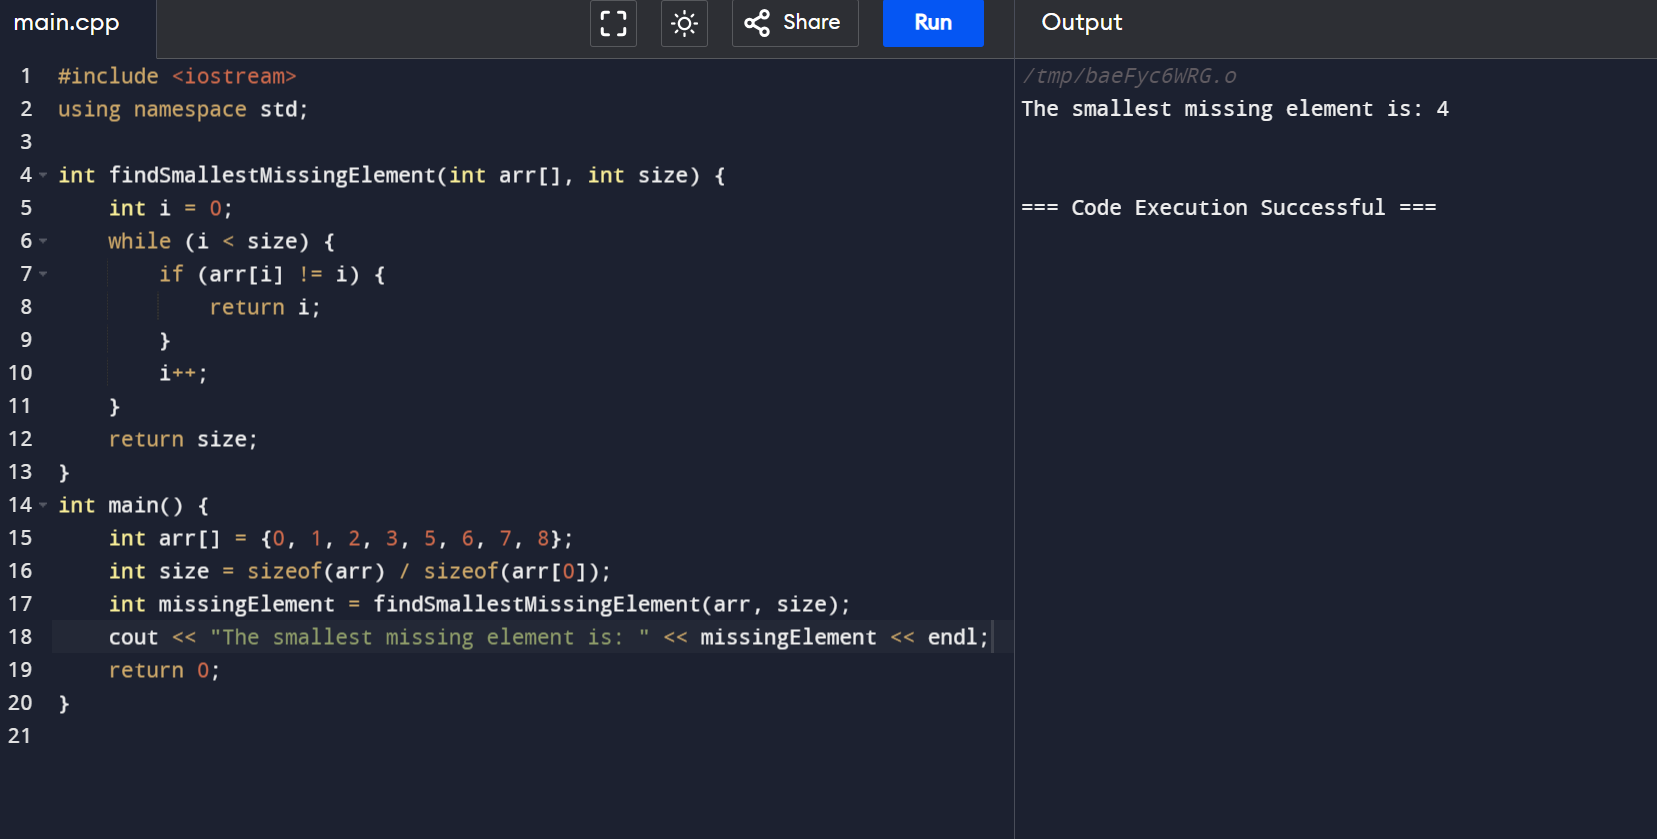 main.cpp
Share
Run
Output
1 #include <iostream>
2 using namespace std;
3
4 int findSmallestMissingElement(int arr[], int size) {
5     int i = 0;
6     while (i < size) {
7         if (arr[i] != i) {
8             return i;
9         }
10         i++;
11     }
12     return size;
13 }
14 int main() {
15     int arr[] = {0, 1, 2, 3, 5, 6, 7, 8};
16     int size = sizeof(arr) / sizeof(arr[0]);
17     int missingElement = findSmallestMissingElement(arr, size);
18     cout << "The smallest missing element is: " << missingElement << endl;
19     return 0;
20 }
21
/tmp/baeFyc6WRG.o
The smallest missing element is: 4
=== Code Execution Successful ===